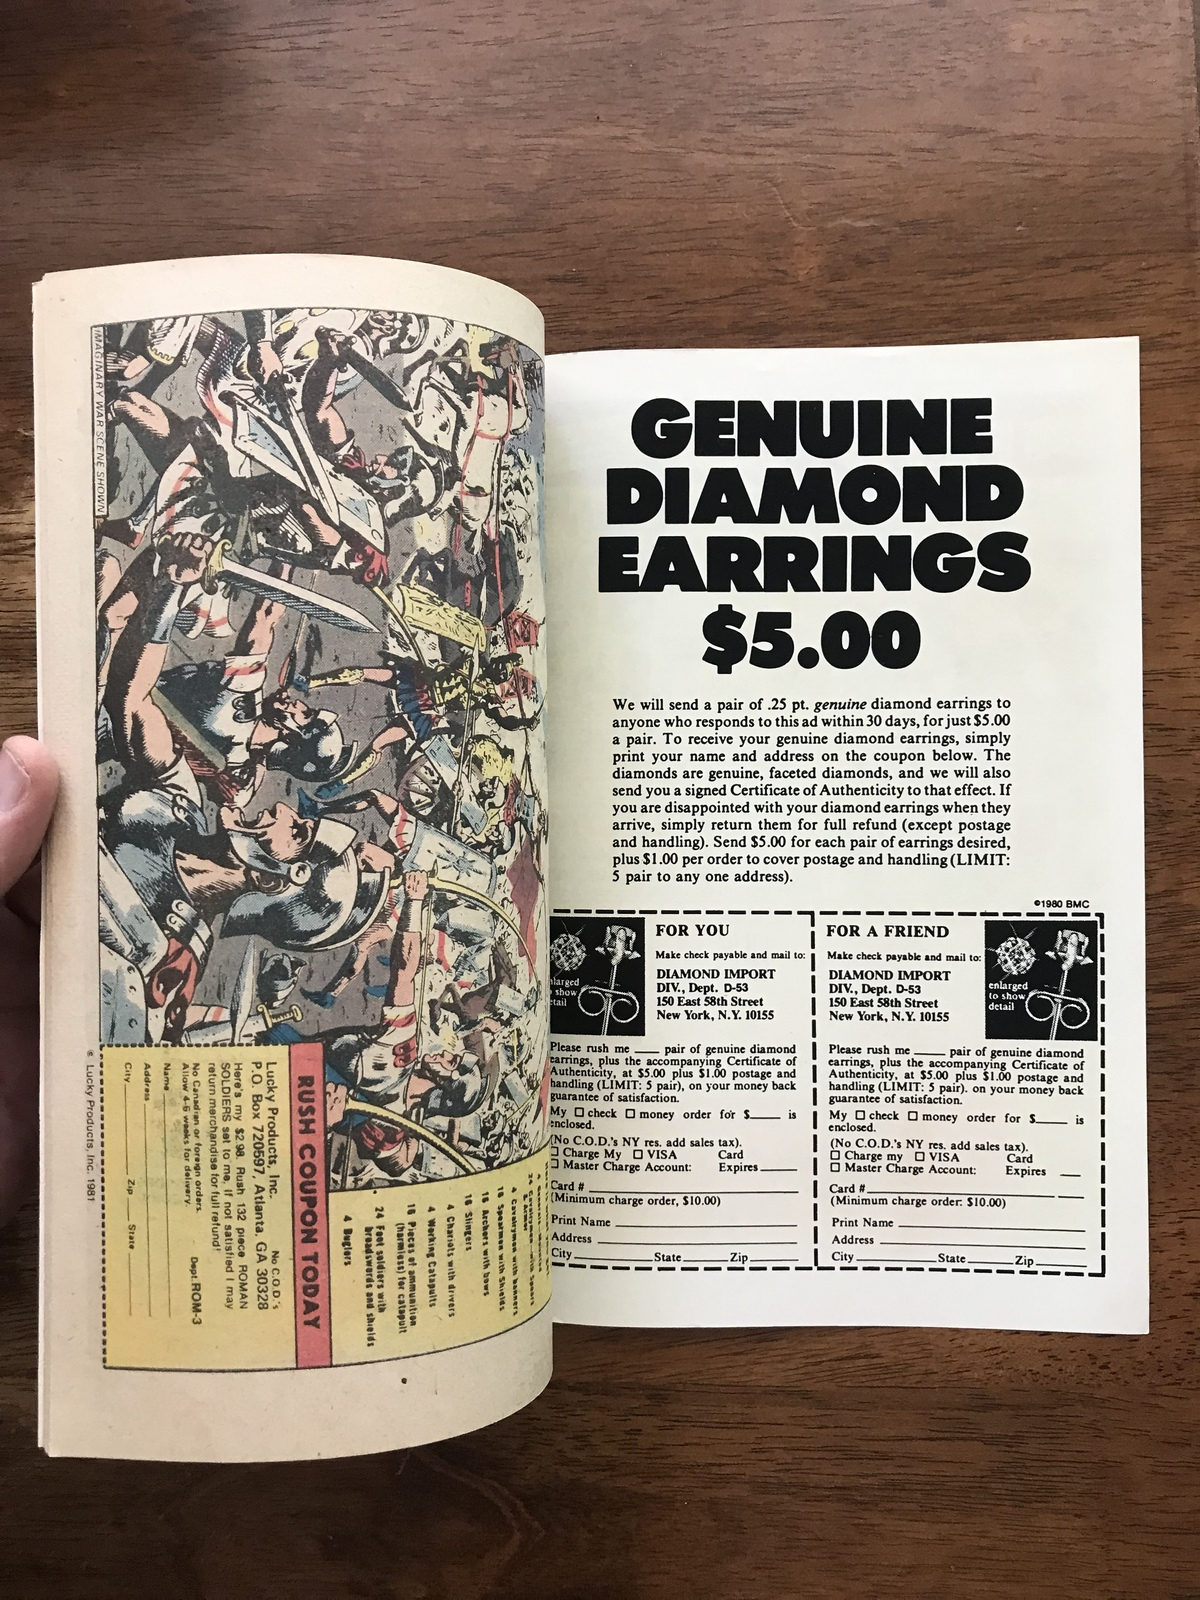 IMAGINARY WAR SCENE SHOWN
24 Cavalrymen with Spears
4 Cavalrymen with banners
16 Spearmen with Shields
16 Archers with bows
16 Slingers
4 Chariots with drivers
4 Working Catapults
16 Pieces of ammunition
(harmless) for catapult
24 Foot soldiers with
broadswords and shields
4 Buglers
RUSH COUPON TODAY
Lucky Products, Inc. No C.O.D.'s
P.O. Box 720597, Atlanta, GA 30328
Here's my $2.98. Rush 132 piece ROMAN
SOLDIERS set to me. If not satisfied I may
return merchandise for full refund!
No Canadian or foreign orders.
Allow 4-6 weeks for delivery. Dept. ROM-3
Name
Address
City Zip State
© Lucky Products, Inc. 1981
GENUINE
DIAMOND
EARRINGS
$5.00
We will send a pair of .25 pt. genuine diamond earrings to
anyone who responds to this ad within 30 days, for just $5.00
a pair. To receive your genuine diamond earrings, simply
print your name and address on the coupon below. The
diamonds are genuine, faceted diamonds, and we will also
send you a signed Certificate of Authenticity to that effect. If
you are disappointed with your diamond earrings when they
arrive, simply return them for full refund (except postage
and handling). Send $5.00 for each pair of earrings desired,
plus $1.00 per order to cover postage and handling (LIMIT:
5 pair to any one address).
©1980 BMC
enlarged
to show
detail
FOR YOU
Make check payable and mail to:
DIAMOND IMPORT
DIV., Dept. D-53
150 East 58th Street
New York, N.Y. 10155
Please rush me ____ pair of genuine diamond
earrings, plus the accompanying Certificate of
Authenticity, at $5.00 plus $1.00 postage and
handling (LIMIT: 5 pair), on your money back
guarantee of satisfaction.
My ☐ check ☐ money order for $____ is
enclosed.
(No C.O.D.'s NY res. add sales tax).
☐ Charge My ☐ VISA Card
☐ Master Charge Account: Expires ____
Card #
(Minimum charge order, $10.00)
Print Name
Address
City State Zip
FOR A FRIEND
Make check payable and mail to:
DIAMOND IMPORT
DIV., Dept. D-53
150 East 58th Street
New York, N.Y. 10155
enlarged
to show
detail
Please rush me ____ pair of genuine diamond
earrings, plus the accompanying Certificate of
Authenticity, at $5.00 plus $1.00 postage and
handling (LIMIT: 5 pair). on your money back
guarantee of satisfaction.
My ☐ check ☐ money order for $____ is
enclosed.
(No C.O.D.'s NY res. add sales tax).
☐ Charge my ☐ VISA Card
☐ Master Charge Account: Expires ____
Card #
(Minimum charge order: $10.00)
Print Name
Address
City State Zip